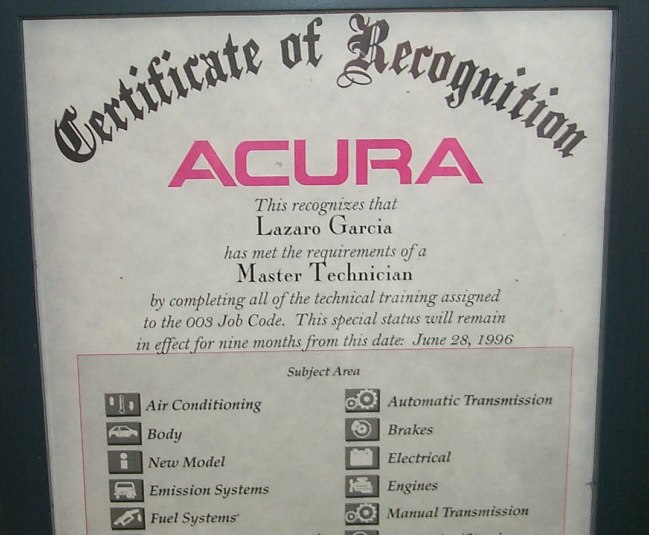 Certificate of Recognition
ACURA
This recognizes that
Lazaro Garcia
has met the requirements of a
Master Technician
by completing all of the technical training assigned
to the 003 Job Code. This special status will remain
in effect for nine months from this date: June 28, 1996
Subject Area
Air Conditioning
Body
New Model
Emission Systems
Fuel Systems
Automatic Transmission
Brakes
Electrical
Engines
Manual Transmission